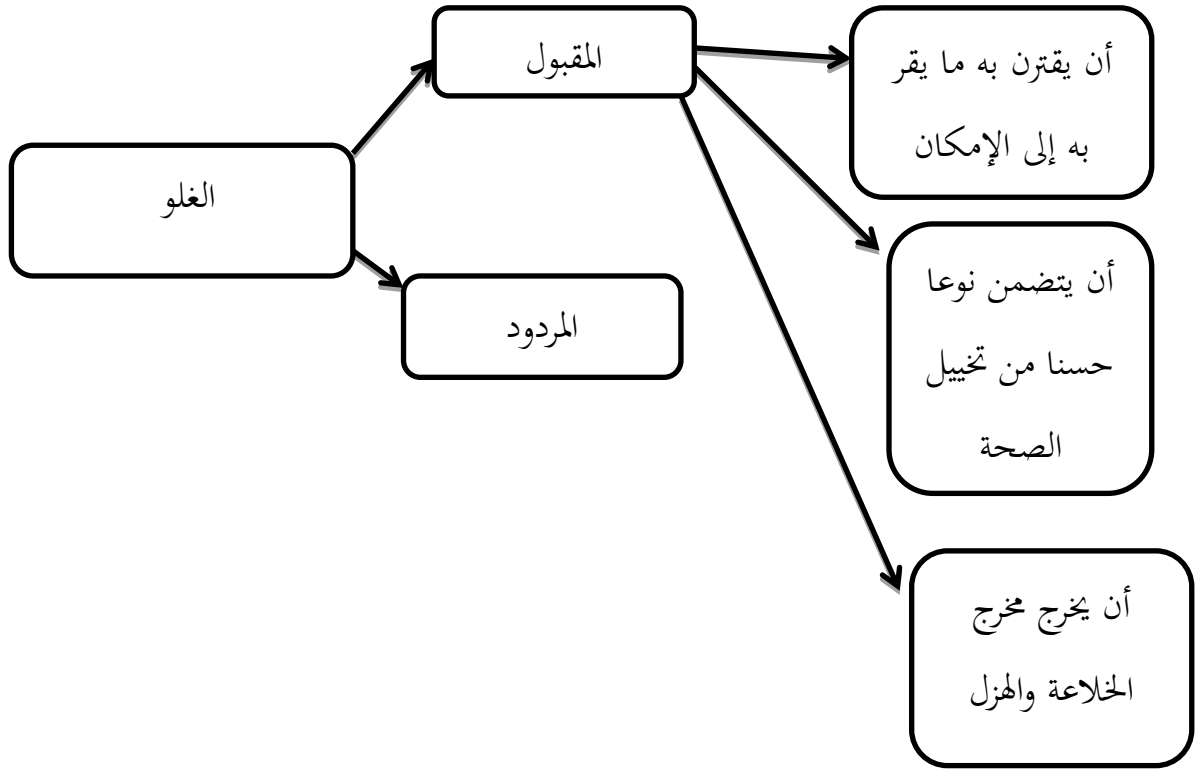 الغلو
المقبول
المردود
أن يقترن به ما يقر
به إلى الإمكان
أن يتضمن نوعا
حسنا من تخييل
الصحة
أن يخرج مخرج
الخلاعة والهزل